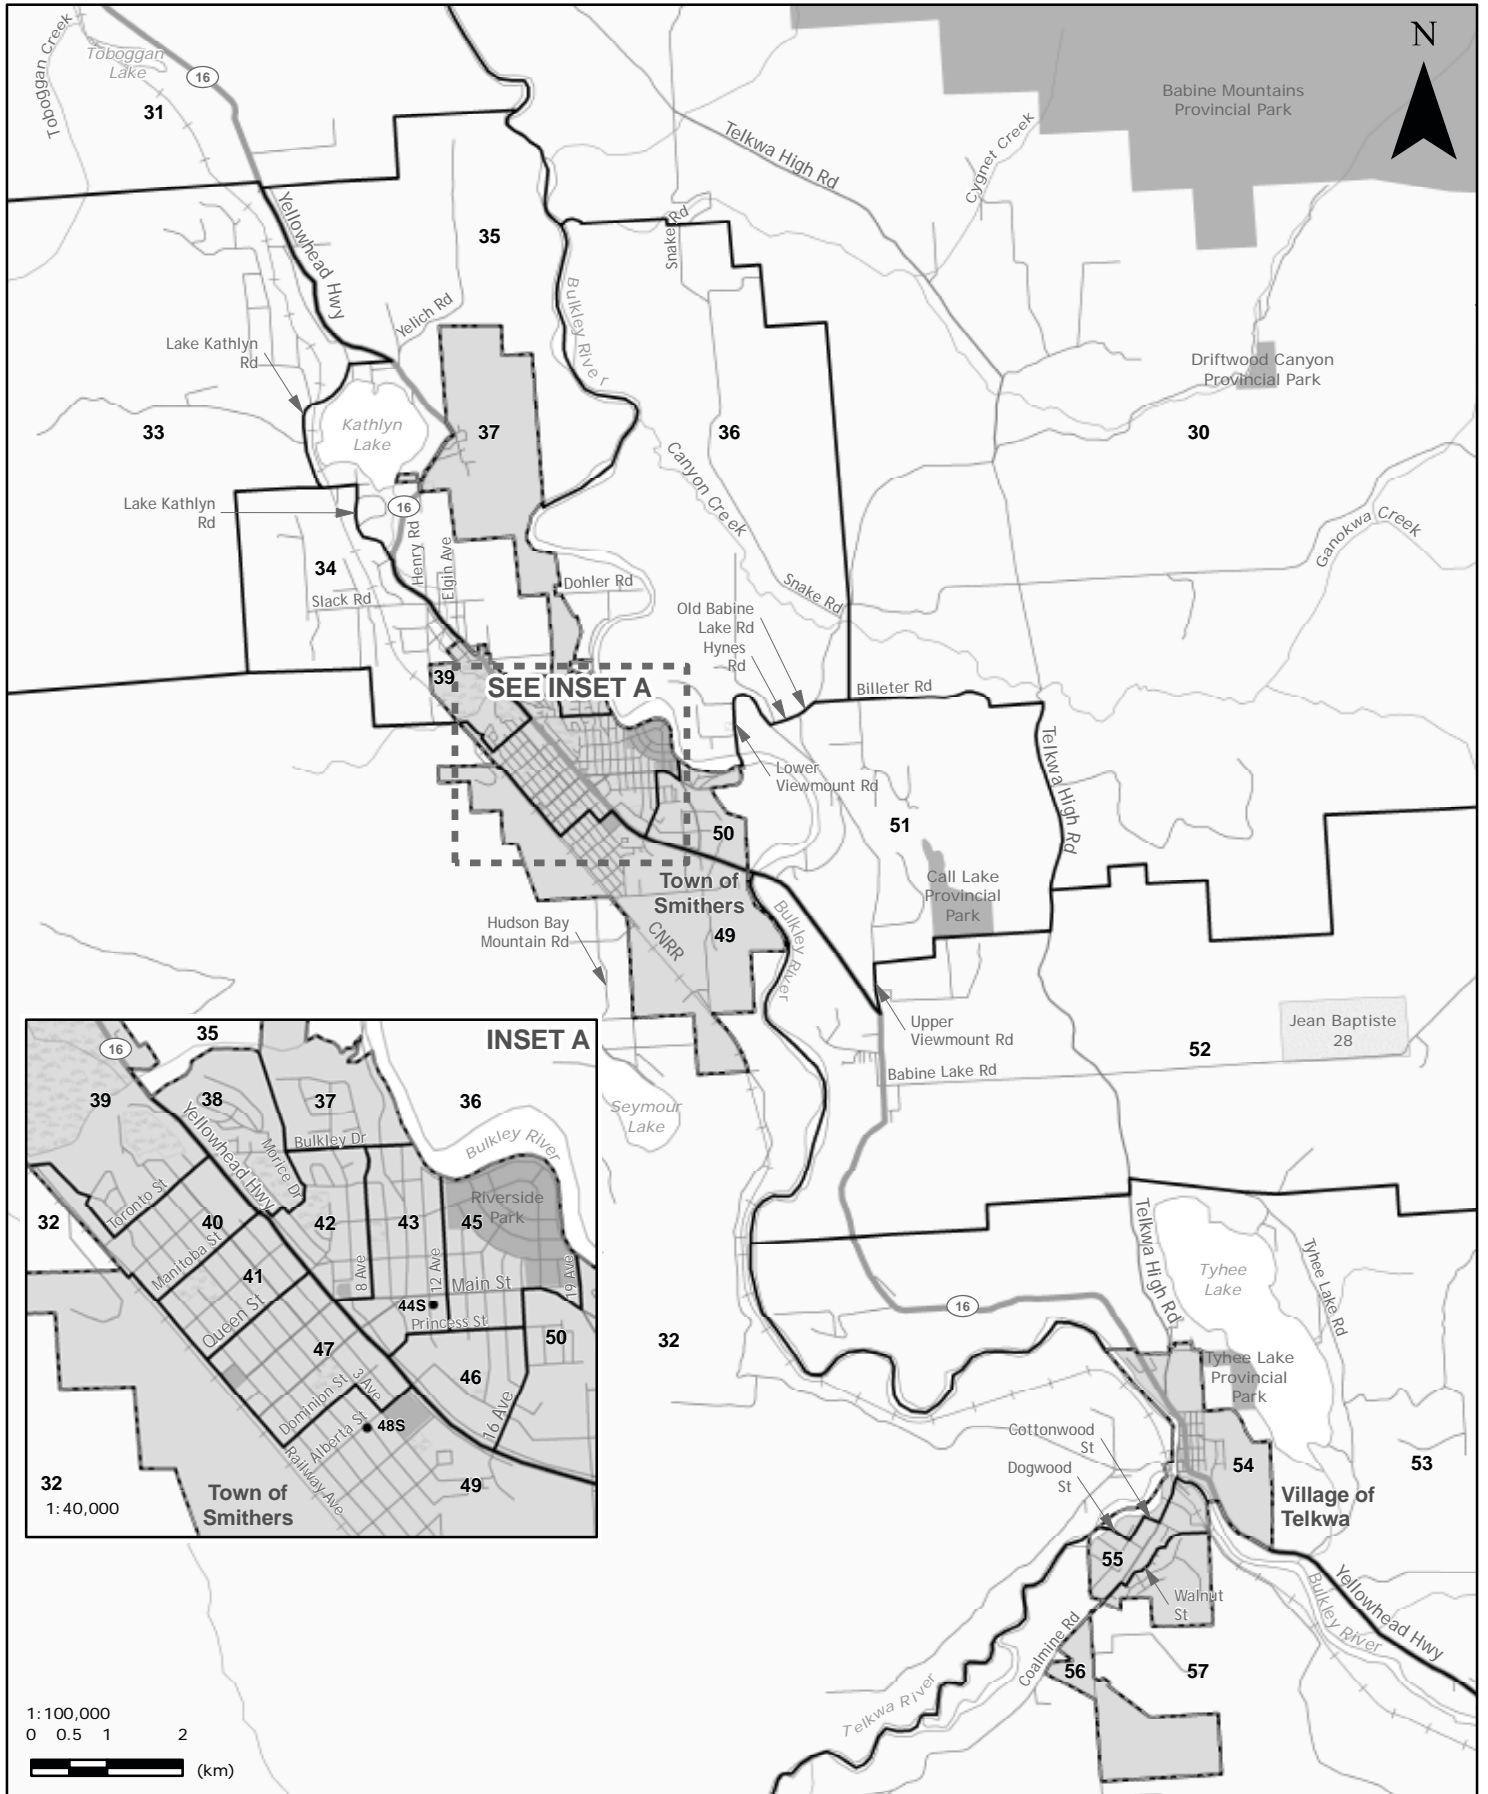 N
Toboggan Creek
Toboggan
Lake
16
31
Babine Mountains
Provincial Park
Telkwa High Rd
Cygnet Creek
Yellowhead Hwy
35
Snake Rd
Bulkley River
Yelich Rd
Lake Kathlyn
Rd
Driftwood Canyon
Provincial Park
33
Kathlyn
Lake
37
36
30
Canyon Creek
Lake Kathlyn
Rd
16
Ganokwa Creek
Henry Rd
Elgin Ave
34
Slack Rd
Dohler Rd
Snake Rd
Old Babine
Lake Rd
Hynes
Rd
39
SEE INSET A
Billeter Rd
Telkwa High Rd
Lower
Viewmount Rd
51
50
Call Lake
Provincial
Park
Town of
Smithers
Hudson Bay
Mountain Rd
CNRR
49
Bulkley River
Upper
Viewmount Rd
Jean Baptiste
28
52
Babine Lake Rd
Seymour
Lake
INSET A
35
16
39
38
37
36
Yellowhead Hwy
Morice Dr
Bulkley Dr
Bulkley River
Riverside
Park
Toronto St
32
40
42
43
45
Manitoba St
41
8 Ave
12 Ave
Main St
19 Ave
44S
Princess St
Queen St
47
50
3 Ave
46
Dominion St
Alberta St
48S
16 Ave
Railway Ave
32
49
1:40,000
Town of
Smithers
32
16
Telkwa High Rd
Tyhee
Lake
Tyhee Lake Rd
Tyhee Lake
Provincial
Park
Cottonwood
St
Dogwood
St
54
53
Village of
Telkwa
55
Walnut
St
Yellowhead Hwy
Bulkley River
Coalmine Rd
56
57
Telkwa River
1:100,000
0 0.5 1 2
(km)